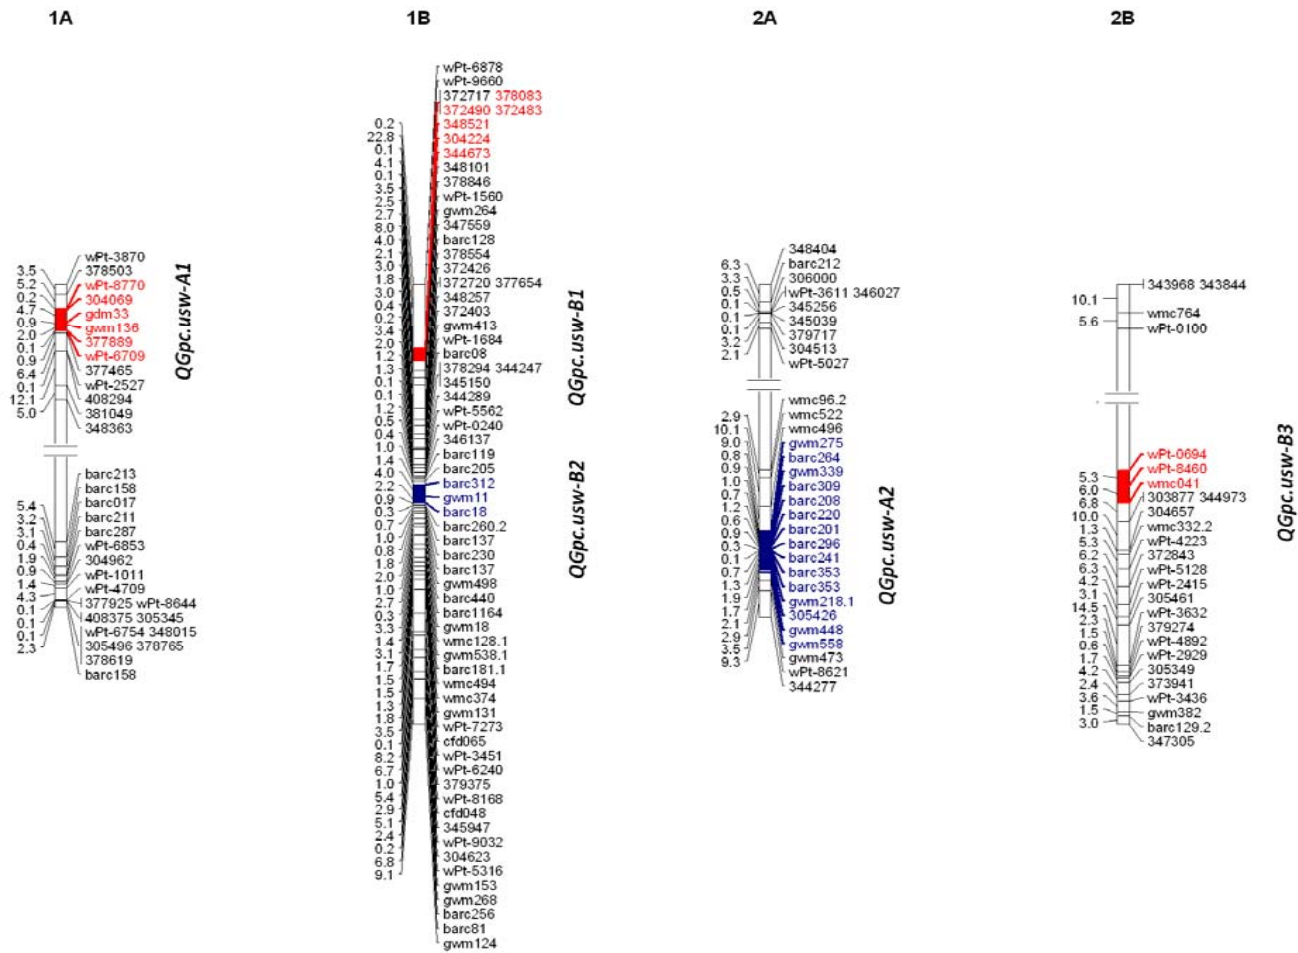 1A
1B
2A
2B
3.5
5.2
0.2
4.7
0.9
2.0
0.1
0.9
6.4
0.1
12.1
5.0
wPt-3870
378503
wPt-8770
304069
gdm33
gwm136
377889
wPt-6709
377465
wPt-2527
408294
381049
348363
QGpc.usw-A1
5.4
3.2
3.1
0.4
1.9
0.9
1.4
4.3
0.1
0.1
0.1
2.3
barc213
barc158
barc017
barc211
barc287
wPt-6853
304962
wPt-1011
wPt-4709
377925 wPt-8644
408375 305345
wPt-6754 348015
305496 378765
378619
barc158
0.2
22.8
0.1
4.1
0.1
3.5
2.5
2.7
8.0
4.0
2.1
3.0
1.8
3.0
0.4
0.2
3.4
2.0
1.2
1.3
0.1
0.1
1.2
0.5
0.4
1.0
1.4
4.0
2.2
0.9
0.3
0.7
1.0
0.8
1.8
2.0
1.0
2.7
0.3
3.3
1.4
3.1
1.7
1.5
1.5
1.3
1.8
3.5
0.1
8.2
6.7
1.0
5.4
2.9
5.1
2.4
0.2
6.8
9.1
wPt-6878
wPt-9660
372717 378083
372490 372483
348521
304224
344673
348101
378846
wPt-1560
gwm264
347559
barc128
378554
372426
372720 377654
348257
372403
gwm413
wPt-1684
barc08
378294 344247
345150
344289
wPt-5562
wPt-0240
346137
barc119
barc205
barc312
gwm11
barc18
barc260.2
barc137
barc230
barc137
gwm498
barc440
barc1164
gwm18
wmc128.1
gwm538.1
barc181.1
wmc494
wmc374
gwm131
wPt-7273
cfd065
wPt-3451
wPt-6240
379375
wPt-8168
cfd048
345947
wPt-9032
304623
wPt-5316
gwm153
gwm268
barc256
barc81
gwm124
QGpc.usw-B1
QGpc.usw-B2
6.3
3.3
0.5
0.1
0.1
3.2
2.1
348404
barc212
306000
wPt-3611 346027
345256
345039
379717
304513
wPt-5027
2.9
10.1
9.0
0.8
0.9
1.0
0.7
1.2
0.6
0.9
0.3
0.1
0.7
1.3
1.9
1.7
2.1
2.9
3.5
9.3
wmc96.2
wmc522
wmc496
gwm275
barc264
gwm339
barc309
barc208
barc220
barc201
barc296
barc241
barc353
barc353
gwm218.1
305426
gwm448
gwm558
gwm473
wPt-8621
344277
QGpc.usw-A2
10.1
5.6
343968 343844
wmc764
wPt-0100
5.3
6.0
6.8
10.0
1.3
5.3
6.2
6.3
4.2
3.1
14.5
2.3
1.5
0.6
1.7
4.2
2.4
3.6
1.5
3.0
wPt-0694
wPt-8460
wmc041
303877 344973
304657
wmc332.2
wPt-4223
372843
wPt-5128
wPt-2415
305461
wPt-3632
379274
wPt-4892
wPt-2929
305349
373941
wPt-3436
gwm382
barc129.2
347305
QGpc.usw-B3